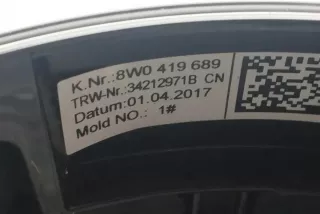 K.Nr.:8W0 419 689
TRW-Nr.:34212971B CN
Datum:01.04.2017
Mold NO.: 1#